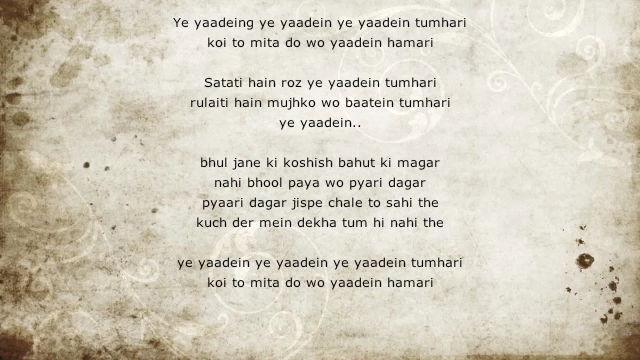 Ye yaadeing ye yaadein ye yaadein tumhari
koi to mita do wo yaadein hamari
Satati hain roz ye yaadein tumhari
rulaiti hain mujhko wo baatein tumhari
ye yaadein..
bhul jane ki koshish bahut ki magar
nahi bhool paya wo pyari dagar
pyaari dagar jispe chale to sahi the
kuch der mein dekha tum hi nahi the
ye yaadein ye yaadein ye yaadein tumhari
koi to mita do wo yaadein hamari